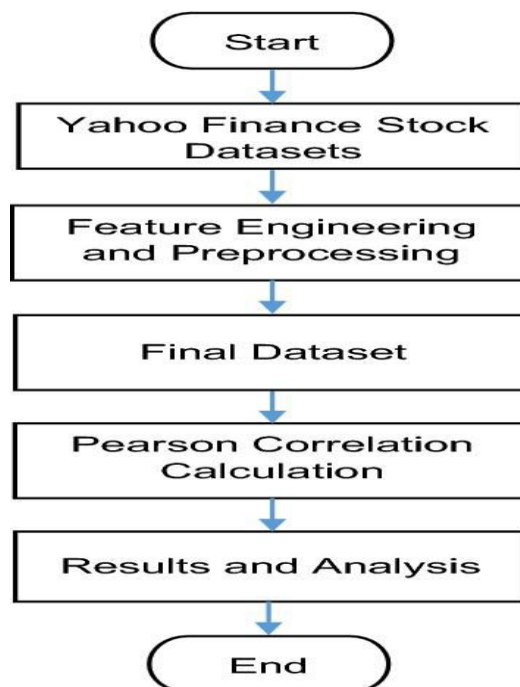 Start
Yahoo Finance Stock
Datasets
Feature Engineering
and Preprocessing
Final Dataset
Pearson Correlation
Calculation
Results and Analysis
End